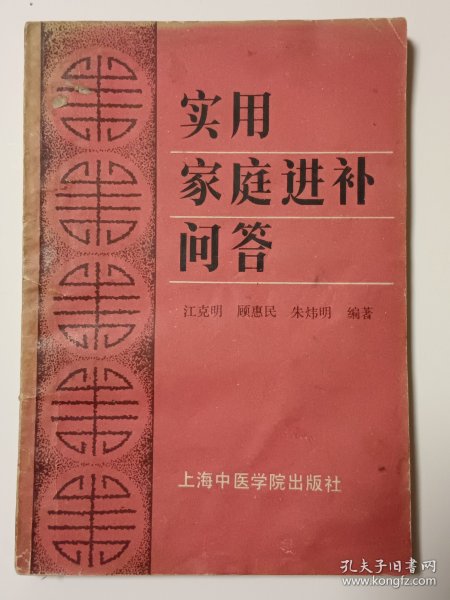 实用
家庭进补
问答
江克明 顾惠民 朱炜明 编著
上海中医学院出版社
孔夫子旧书网
www.kongfz.com